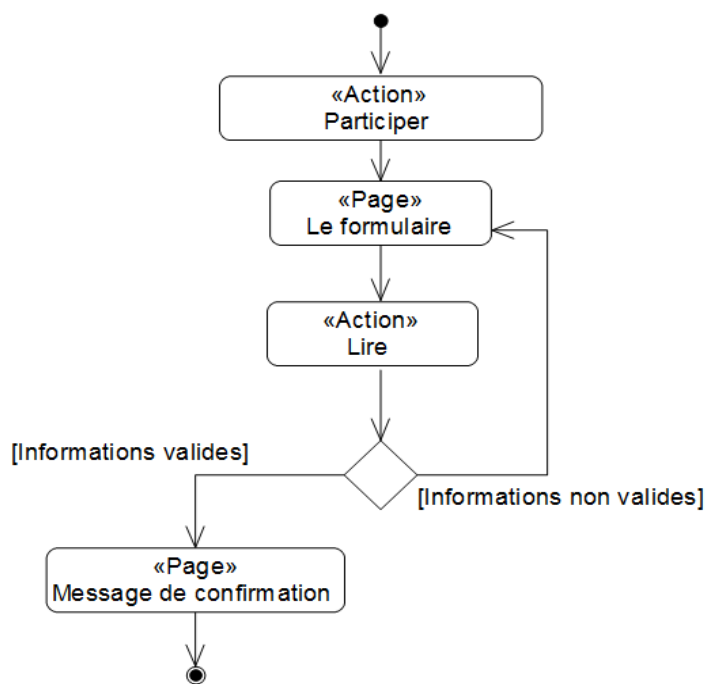 «Action»
Participer
«Page»
Le formulaire
«Action»
Lire
[Informations valides]
[Informations non valides]
«Page»
Message de confirmation